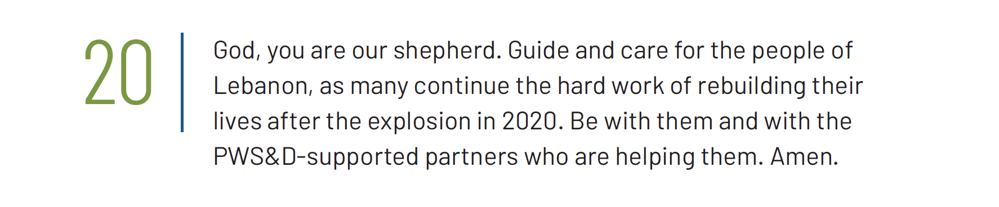 20
God, you are our shepherd. Guide and care for the people of
Lebanon, as many continue the hard work of rebuilding their
lives after the explosion in 2020. Be with them and with the
PWS&D-supported partners who are helping them. Amen.